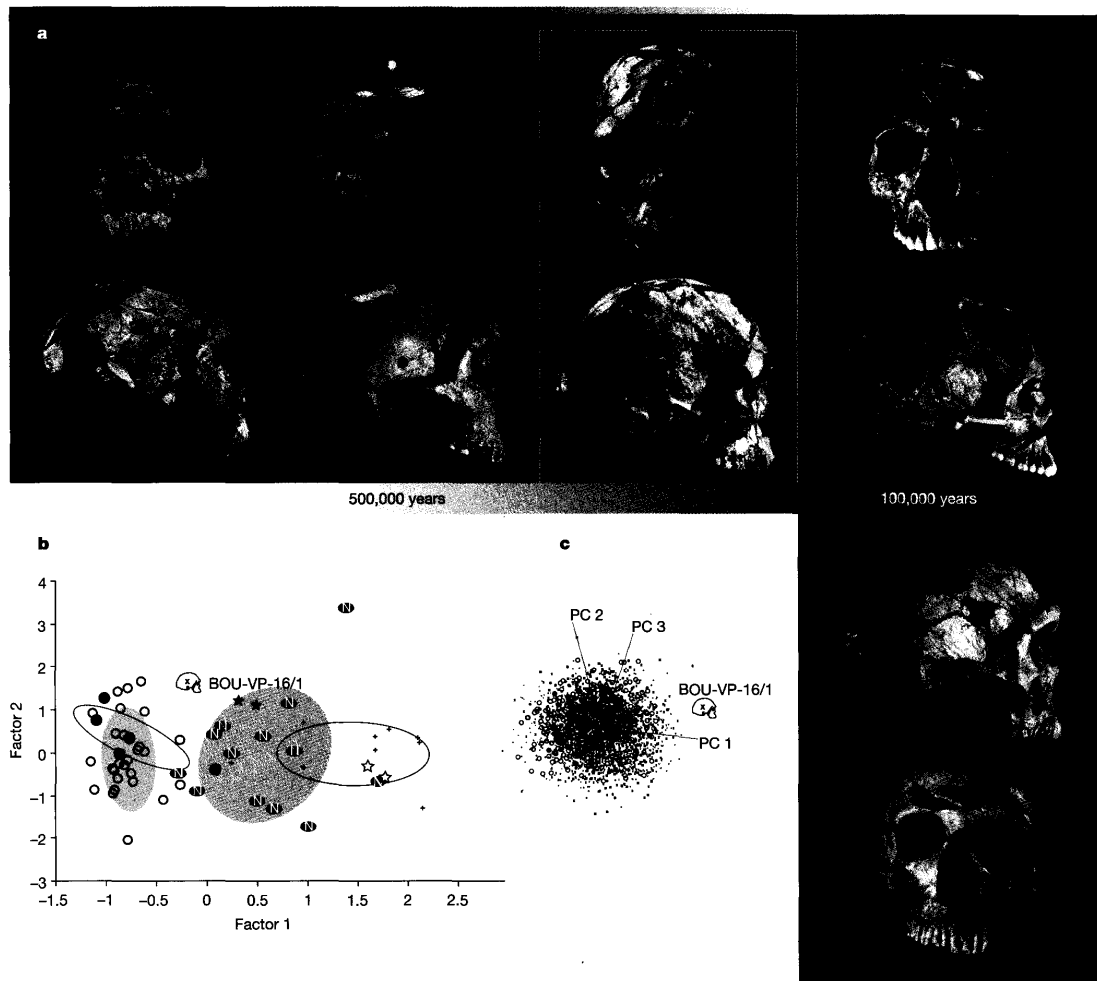 a
500,000 years
100,000 years
b
Factor 2
4
3
2
1
0
−1
−2
−3
−1.5
−1
−0.5
0
0.5
1
1.5
2
2.5
Factor 1
BOU-VP-16/1
N
N
N
N
N
N
N
N
N
N
N
N
c
PC 2
PC 3
BOU-VP-16/1
PC 1